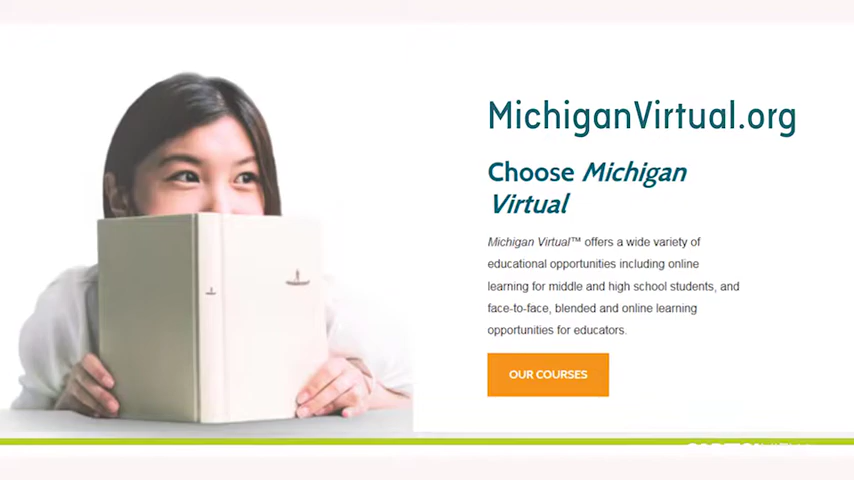 MichiganVirtual.org
Choose Michigan
Virtual
Michigan Virtual™ offers a wide variety of
educational opportunities including online
learning for middle and high school students, and
face-to-face, blended and online learning
opportunities for educators.
OUR COURSES